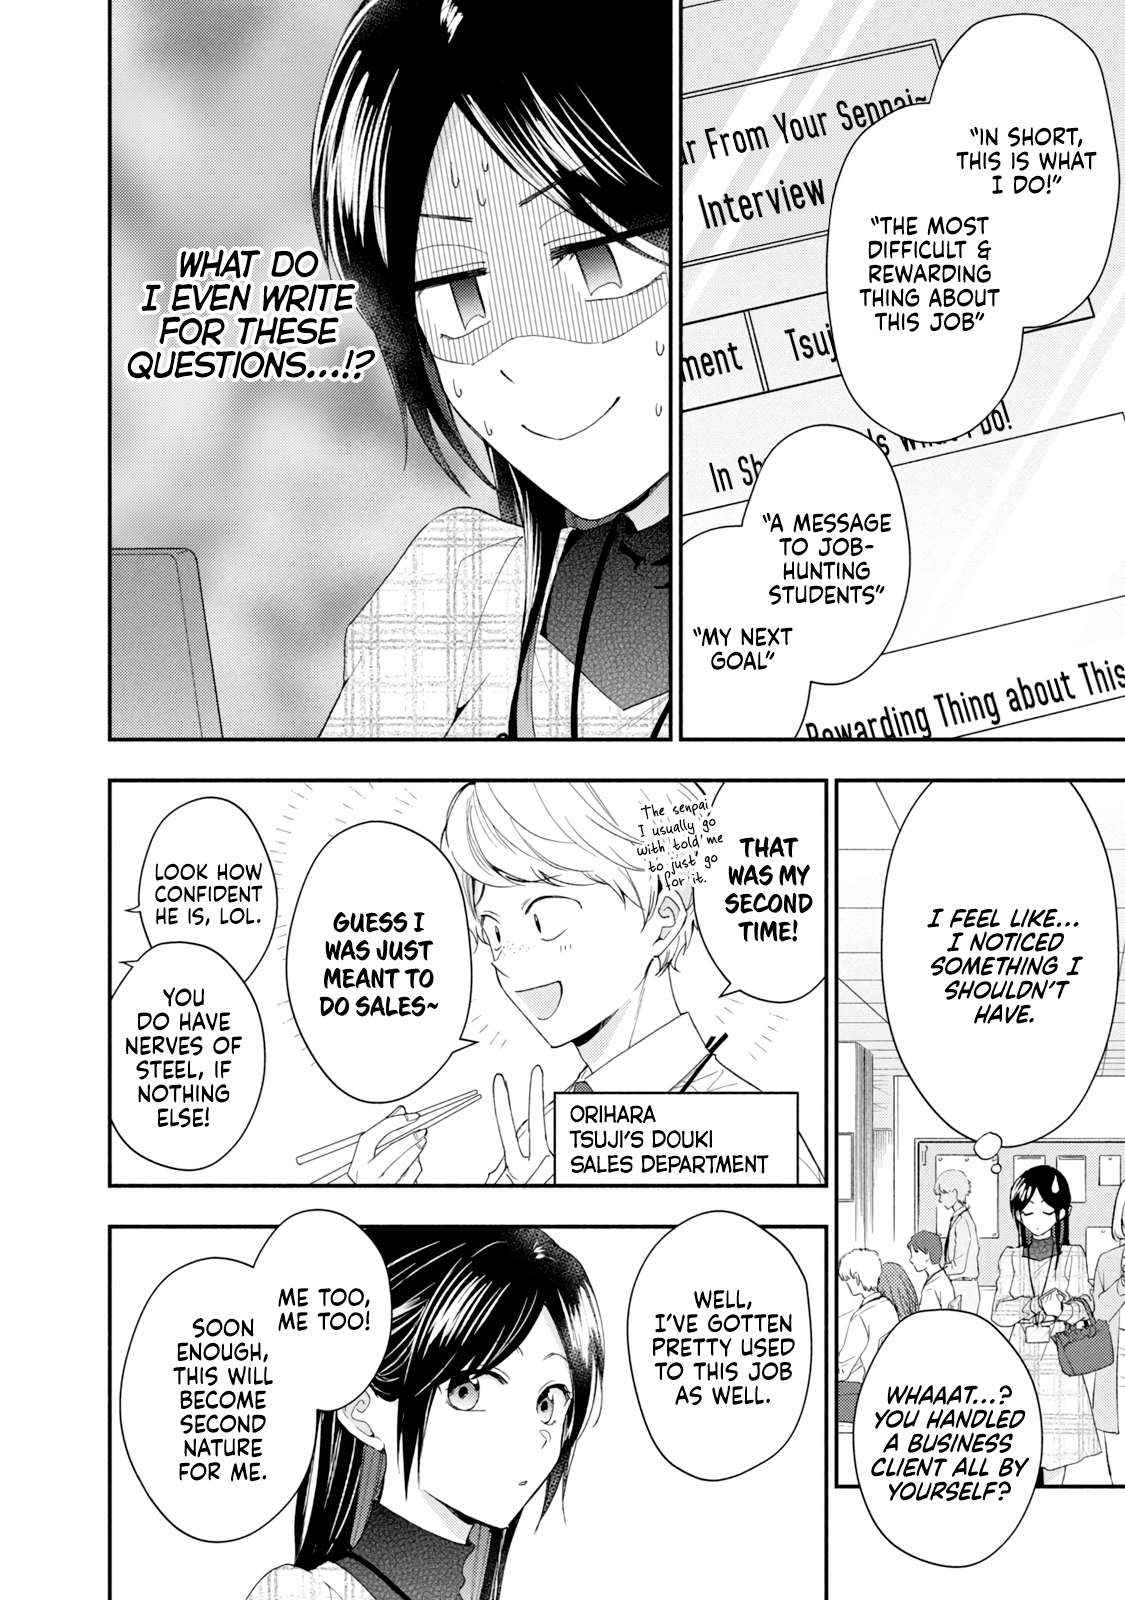 ur From Your Senpai~
Interview
"IN SHORT,
THIS IS WHAT
I DO!"
"THE MOST
DIFFICULT &
REWARDING
THING ABOUT
THIS JOB"
ment
Tsuj
In Sh
s What I Do!
"A MESSAGE
TO JOB-
HUNTING
STUDENTS"
"MY NEXT
GOAL"
Rewarding Thing about This
WHAT DO
I EVEN WRITE
FOR THESE
QUESTIONS...!?
I FEEL LIKE...
I NOTICED
SOMETHING I
SHOULDN'T
HAVE.
WHAAAT...?
YOU HANDLED
A BUSINESS
CLIENT ALL BY
YOURSELF?
THAT
WAS MY
SECOND
TIME!
The senpai
I usually go
with told me
to "just go
for it."
GUESS I
WAS JUST
MEANT TO
DO SALES~
ORIHARA
TSUJI'S DOUKI
SALES DEPARTMENT
LOOK HOW
CONFIDENT
HE IS, LOL.
YOU
DO HAVE
NERVES OF
STEEL, IF
NOTHING
ELSE!
WELL,
I'VE GOTTEN
PRETTY USED
TO THIS JOB
AS WELL.
ME TOO,
ME TOO!
SOON
ENOUGH,
THIS WILL
BECOME
SECOND
NATURE
FOR ME.